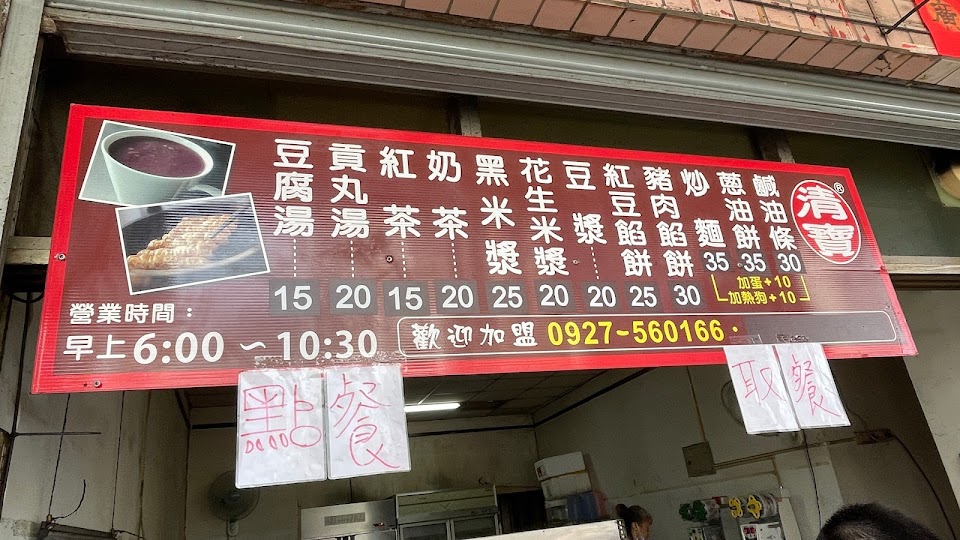 清寶®
鹹油條 30
蔥油餅 35
炒麵 35
豬肉餡餅 30
紅豆餡餅 25
豆漿 20
花生米漿 20
黑米漿 25
奶茶 20
紅茶 15
貢丸湯 20
豆腐湯 15
加蛋+10
加熱狗+10
營業時間：
早上6:00～10:30
歡迎加盟 0927-560166·
點餐
取餐